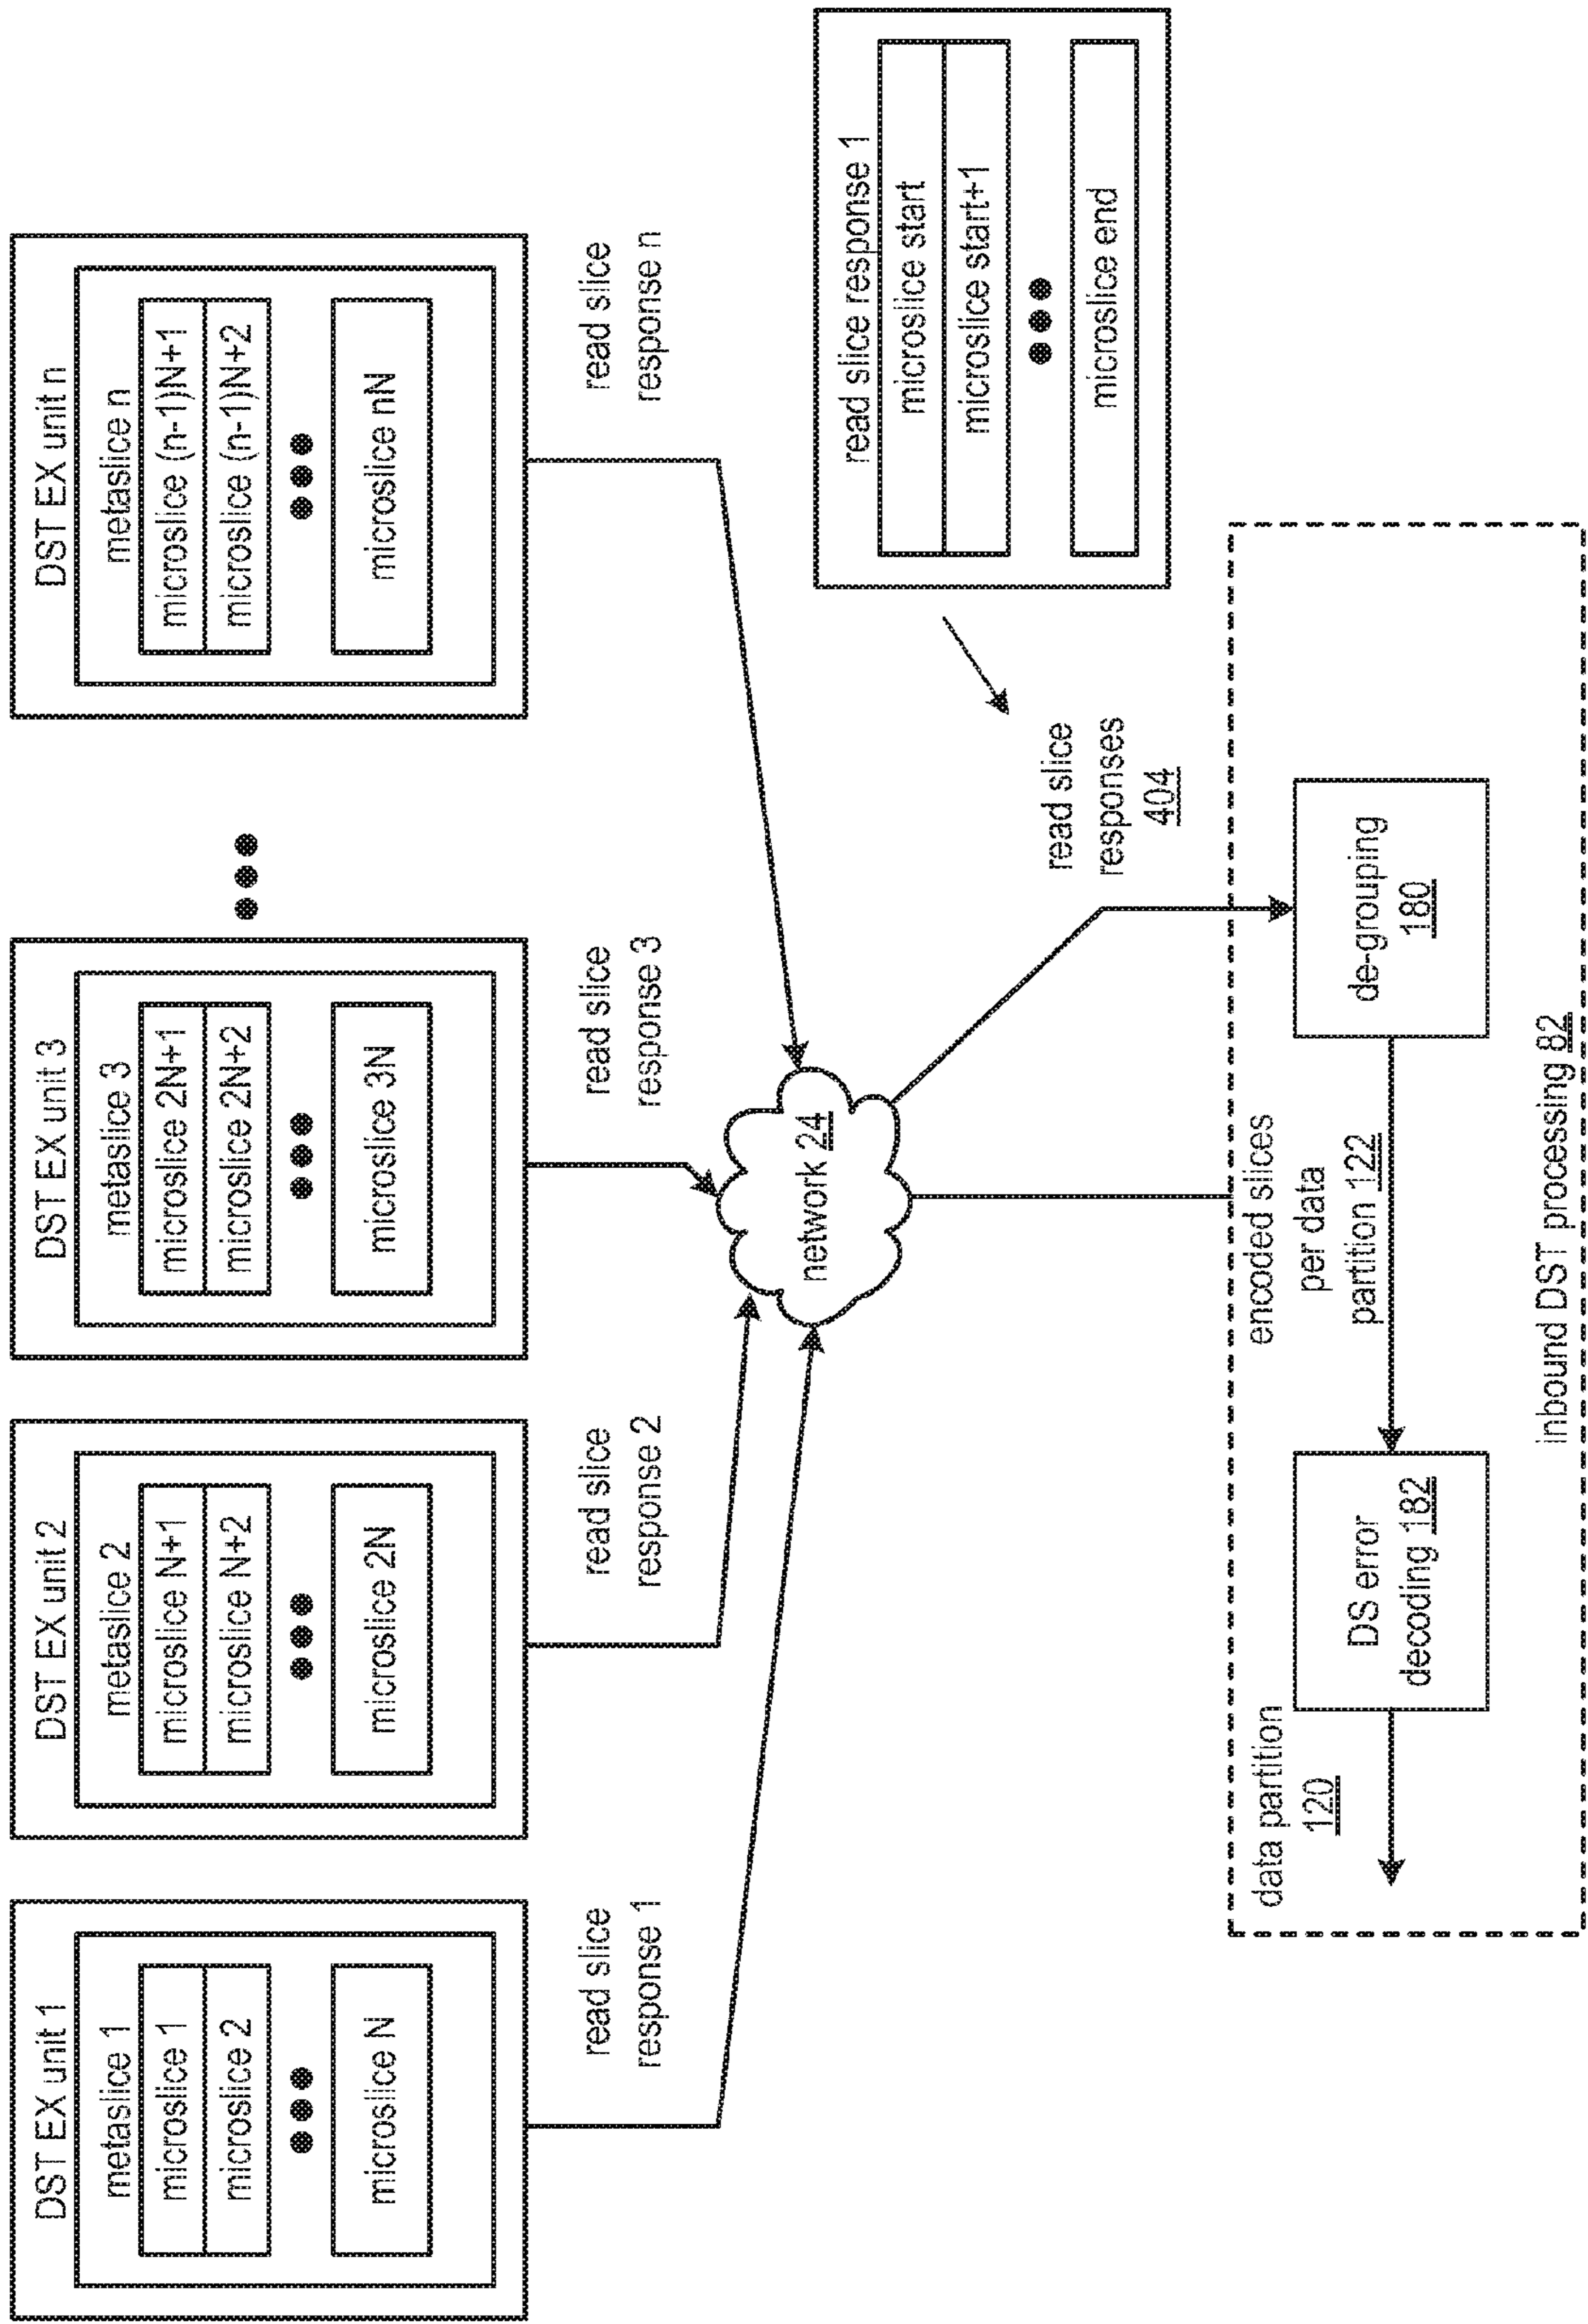 DST EX unit 1
metaslice 1
microslice 1
microslice 2
microslice N
read slice
response 1
DST EX unit 2
metaslice 2
microslice N+1
microslice N+2
microslice 2N
read slice
response 2
DST EX unit 3
metaslice 3
microslice 2N+1
microslice 2N+2
microslice 3N
read slice
response 3
DST EX unit n
metaslice n
microslice (n-1)N+1
microslice (n-1)N+2
microslice nN
read slice
response n
network 24
read slice response 1
microslice start
microslice start+1
microslice end
read slice
responses
404
data partition
120
DS error
decoding 182
encoded slices
per data
partition 122
de-grouping
180
inbound DST processing 82